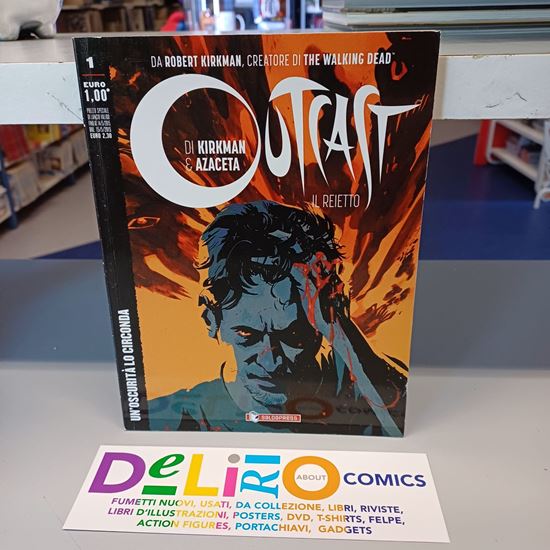 1
EURO
1,00*
DA ROBERT KIRKMAN, CREATORE DI THE WALKING DEAD™
OUTCAST
DI KIRKMAN
& AZACETA
IL REIETTO
UN'OSCURITÀ LO CIRCONDA
SALDAPRESS
DELIRIO ABOUT COMICS
FUMETTI NUOVI, USATI, DA COLLEZIONE, LIBRI, RIVISTE,
LIBRI D'ILLUSTRAZIONI, POSTERS, DVD, T-SHIRTS, FELPE,
ACTION FIGURES, PORTACHIAVI, GADGETS